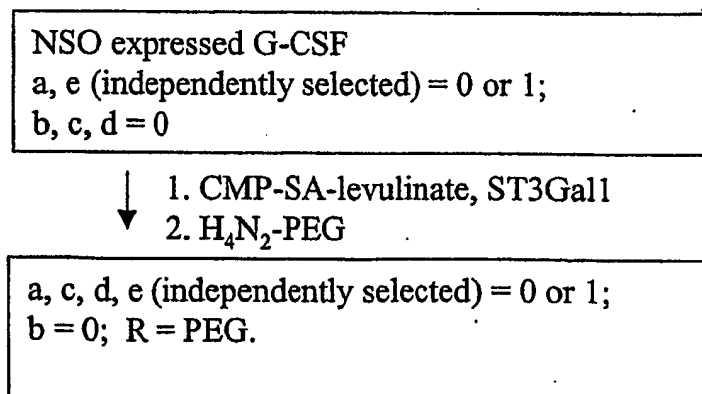 NSO expressed G-CSF
a, e (independently selected) = 0 or 1;
b, c, d = 0
1. CMP-SA-levulinate, ST3Gal1
2. H₄N₂-PEG
a, c, d, e (independently selected) = 0 or 1;
b = 0; R = PEG.